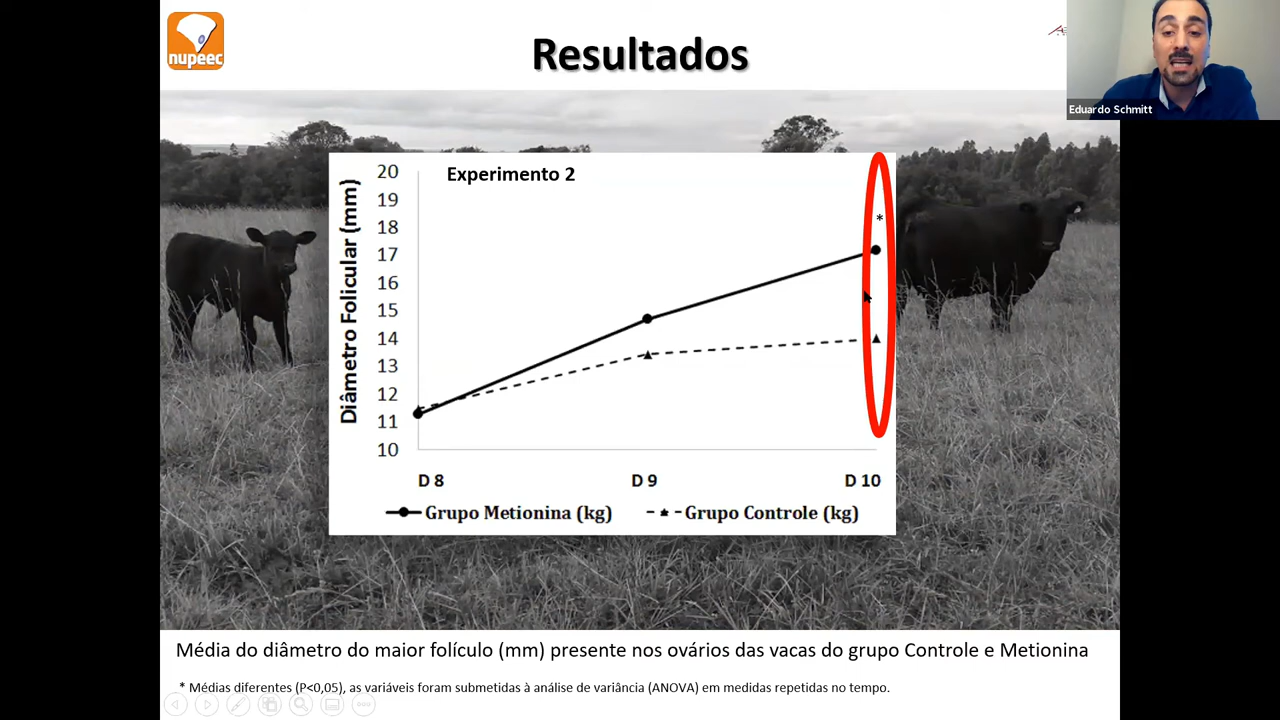 nupeec
Resultados
Eduardo Schmitt
Experimento 2
Diâmetro Folicular (mm)
20
19
18
17
16
15
14
13
12
11
10
*
D 8
D 9
D 10
Grupo Metionina (kg)
Grupo Controle (kg)
Média do diâmetro do maior folículo (mm) presente nos ovários das vacas do grupo Controle e Metionina
* Médias diferentes (P<0,05), as variáveis foram submetidas à análise de variância (ANOVA) em medidas repetidas no tempo.